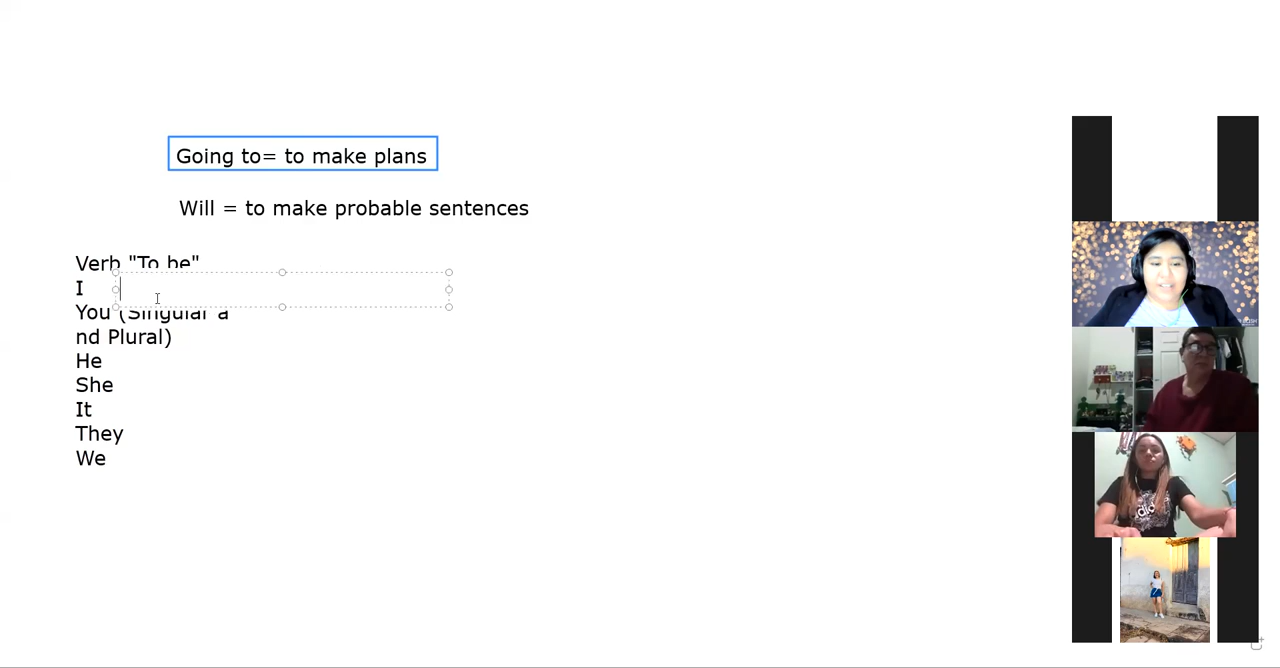 Going to= to make plans
Will = to make probable sentences
Verb "To be"
I
You (Singular a
nd Plural)
He
She
It
They
We